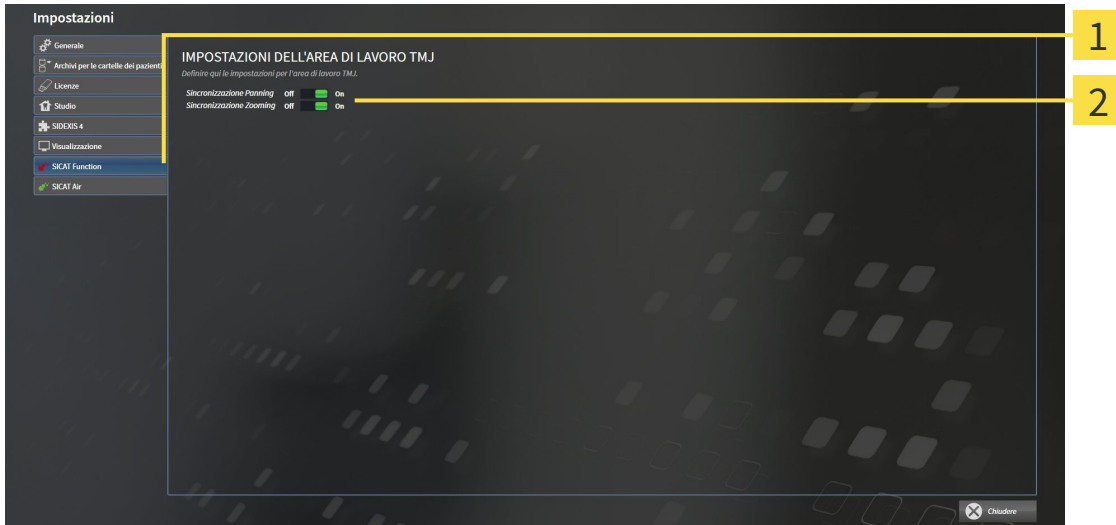 Impostazioni
Generale
Archivi per le cartelle dei pazienti
Licenze
Studio
SIDEXIS 4
Visualizzazione
SICAT Function
SICAT Air
IMPOSTAZIONI DELL'AREA DI LAVORO TMJ
Definire qui le impostazioni per l'area di lavoro TMJ.
Sincronizzazione Panning Off On
Sincronizzazione Zooming Off On
Chiudere
1
2